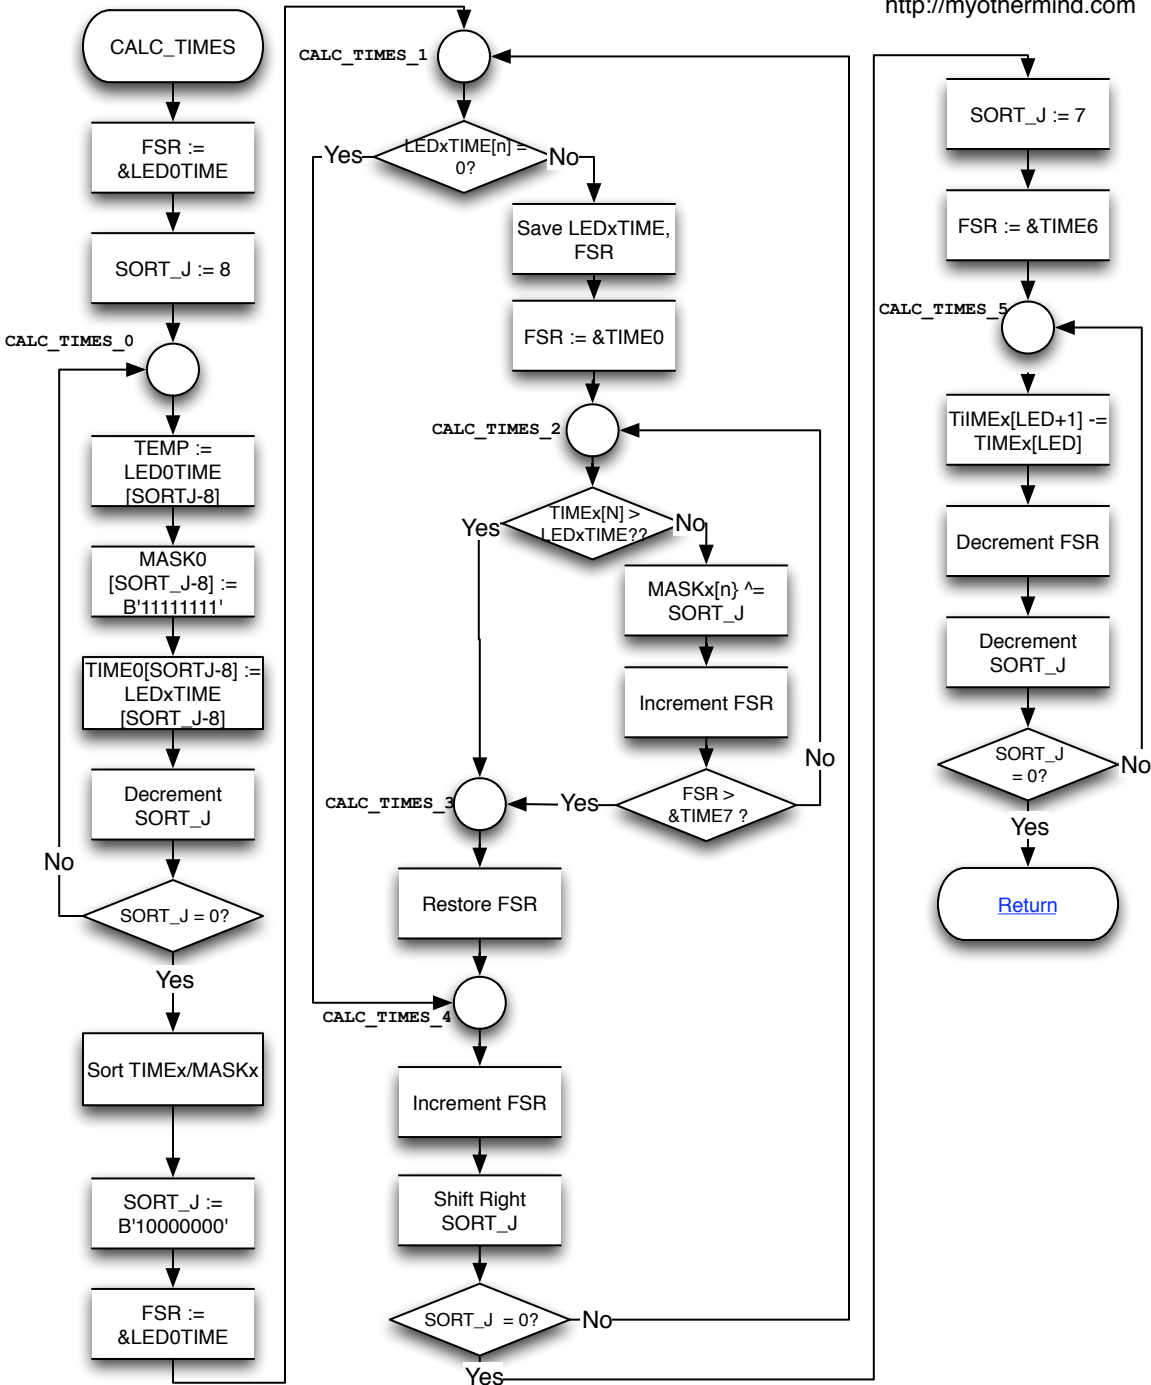 http://myothermind.com
CALC_TIMES
FSR :=
&LED0TIME
SORT_J := 8
CALC_TIMES_0
TEMP :=
LED0TIME
[SORTJ-8]
MASK0
[SORT_J-8] :=
B'11111111'
TIME0[SORTJ-8] :=
LEDxTIME
[SORT_J-8]
Decrement
SORT_J
No
SORT_J = 0?
Yes
Sort TIMEx/MASKx
SORT_J :=
B'10000000'
FSR :=
&LED0TIME
CALC_TIMES_1
LEDxTIME[n] =
0?
Yes
No
Save LEDxTIME,
FSR
FSR := &TIME0
CALC_TIMES_2
TIMEx[N] >
LEDxTIME??
Yes
No
MASKx[n} ^=
SORT_J
Increment FSR
No
FSR >
&TIME7 ?
Yes
CALC_TIMES_3
Restore FSR
CALC_TIMES_4
Increment FSR
Shift Right
SORT_J
SORT_J = 0?
No
Yes
SORT_J := 7
FSR := &TIME6
CALC_TIMES_5
TiIMEx[LED+1] -=
TIMEx[LED]
Decrement FSR
Decrement
SORT_J
SORT_J
= 0?
No
Yes
Return